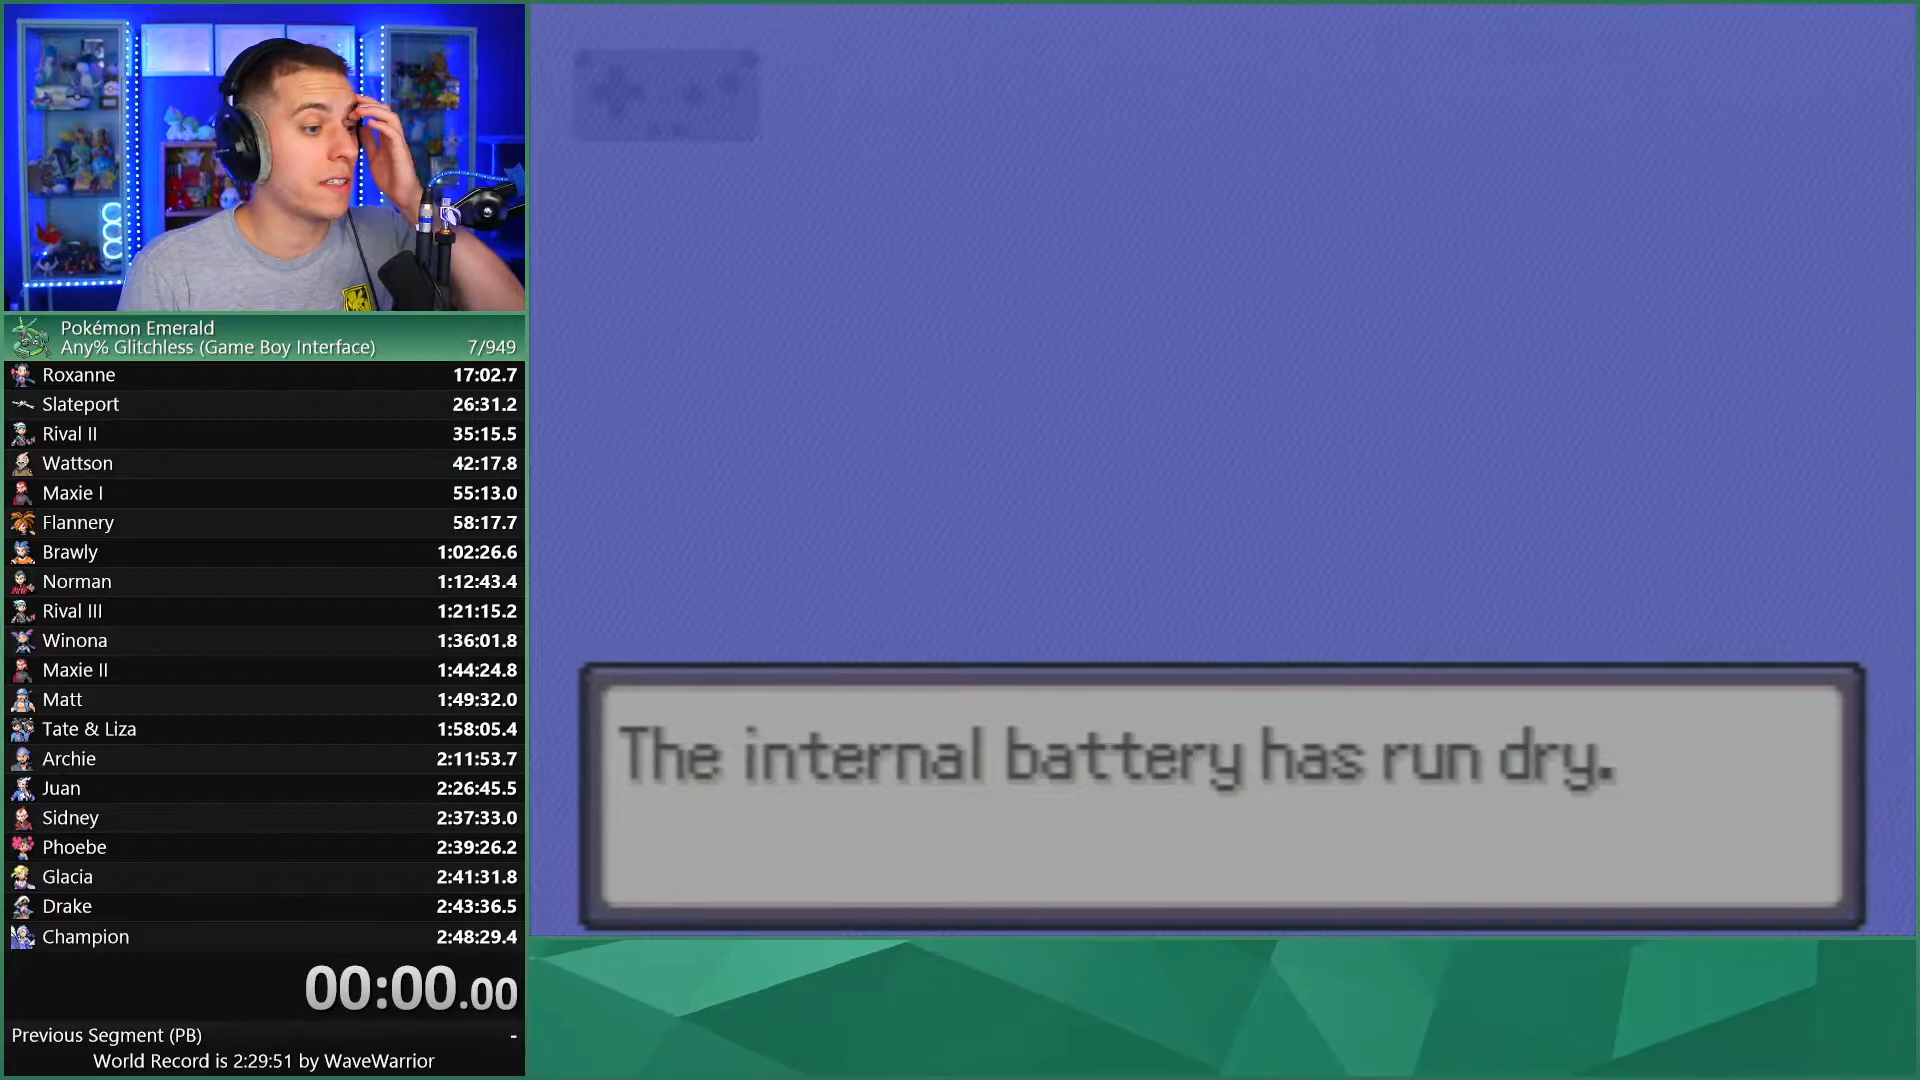 Pokémon Emerald
Any% Glitchless (Game Boy Interface) 7/949
Roxanne 17:02.7
Slateport 26:31.2
Rival II 35:15.5
Wattson 42:17.8
Maxie I 55:13.0
Flannery 58:17.7
Brawly 1:02:26.6
Norman 1:12:43.4
Rival III 1:21:15.2
Winona 1:36:01.8
Maxie II 1:44:24.8
Matt 1:49:32.0
Tate & Liza 1:58:05.4
Archie 2:11:53.7
Juan 2:26:45.5
Sidney 2:37:33.0
Phoebe 2:39:26.2
Glacia 2:41:31.8
Drake 2:43:36.5
Champion 2:48:29.4
00:00.00
Previous Segment (PB) -
World Record is 2:29:51 by WaveWarrior
The internal battery has run dry.